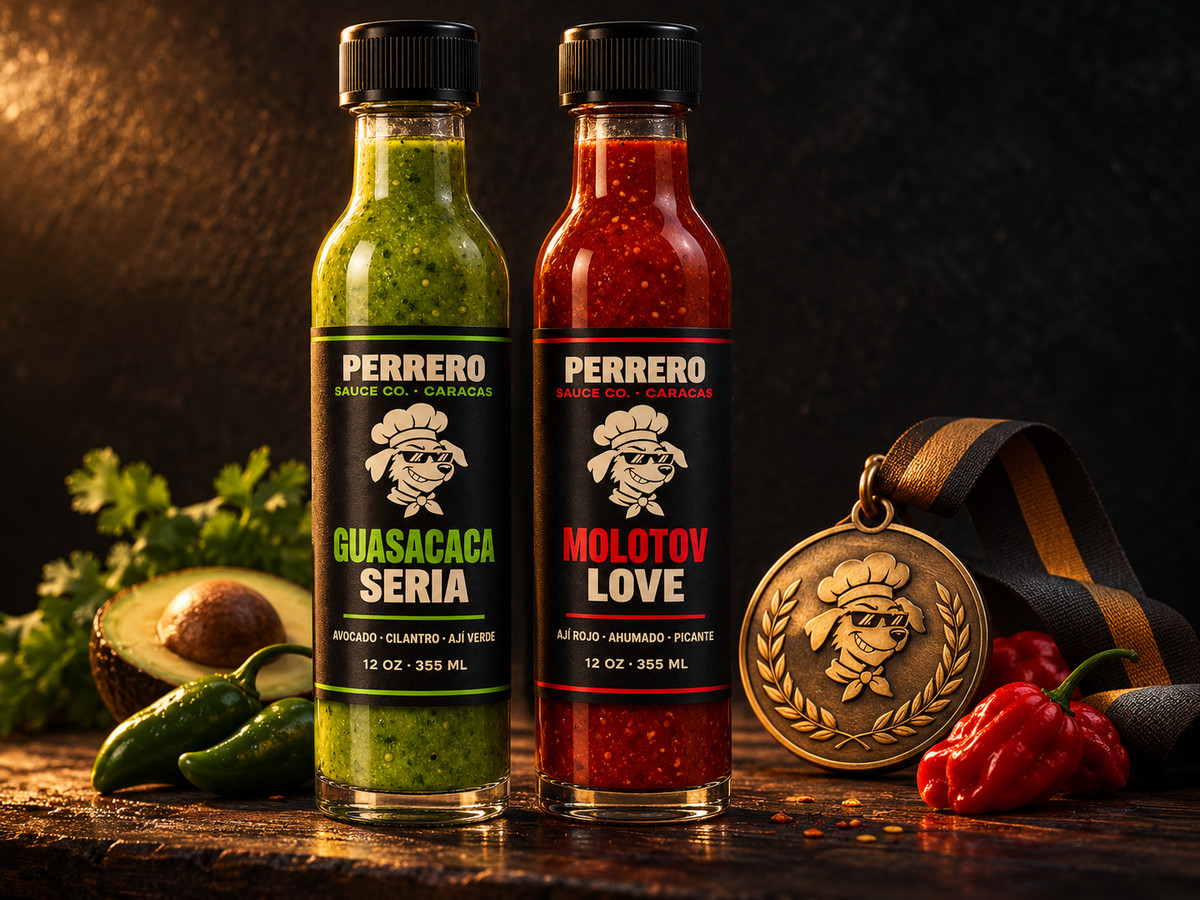 PERRERO
SAUCE CO. · CARACAS
GUASACACA
SERIA
AVOCADO · CILANTRO · AJÍ VERDE
12 OZ · 355 ML
PERRERO
SAUCE CO. · CARACAS
MOLOTOV
LOVE
AJÍ ROJO · AHUMADO · PICANTE
12 OZ · 355 ML